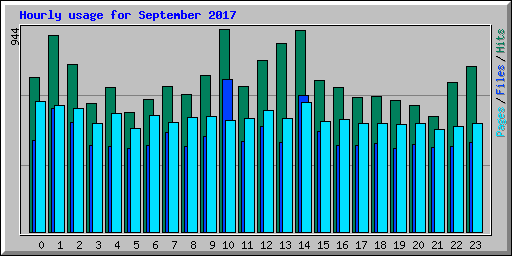 Hourly usage for September 2017
944
Pages/Files/Hits
0 1 2 3 4 5 6 7 8 9 10 11 12 13 14 15 16 17 18 19 20 21 22 23